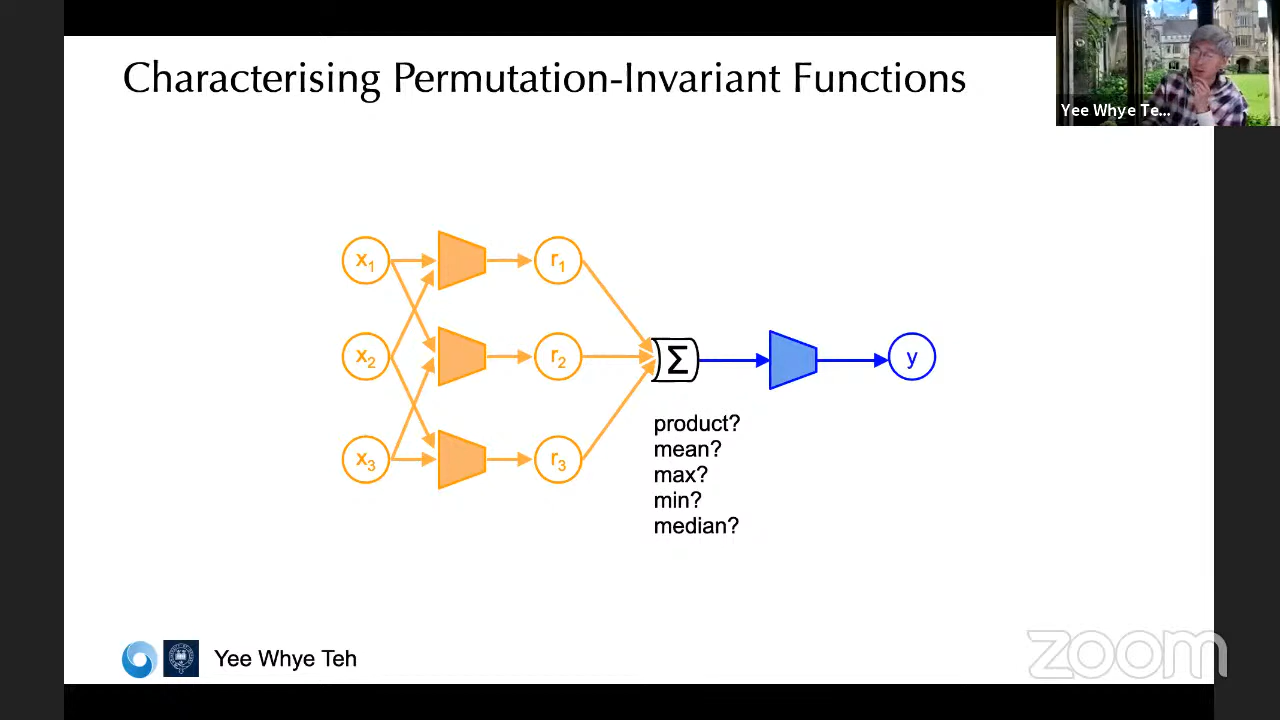 Characterising Permutation-Invariant Functions
Yee Whye Te...
x1
r1
x2
r2
Σ
y
x3
r3
product?
mean?
max?
min?
median?
Yee Whye Teh
zoom